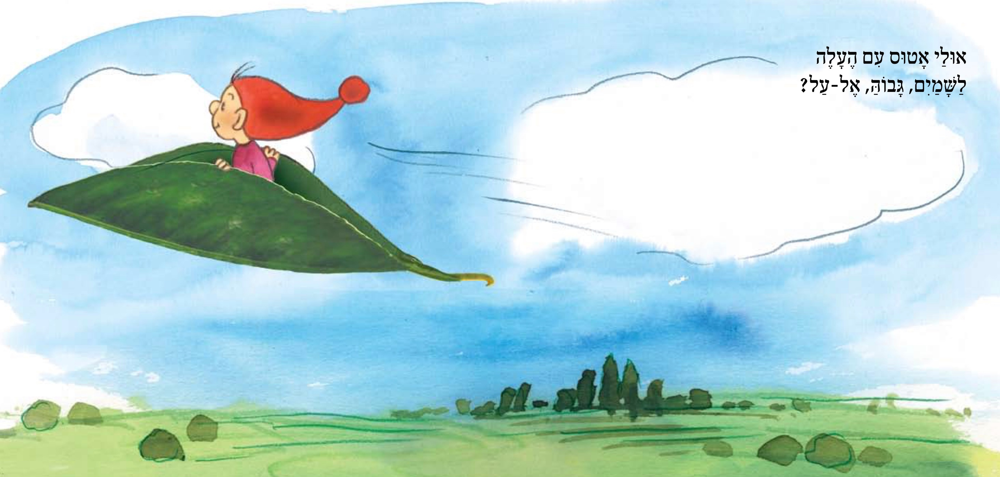 אוּלַי אָטוּס עִם הֶעָלֶה
לַשָּׁמַיִם, גָּבוֹהַּ, אֶל-עַל?